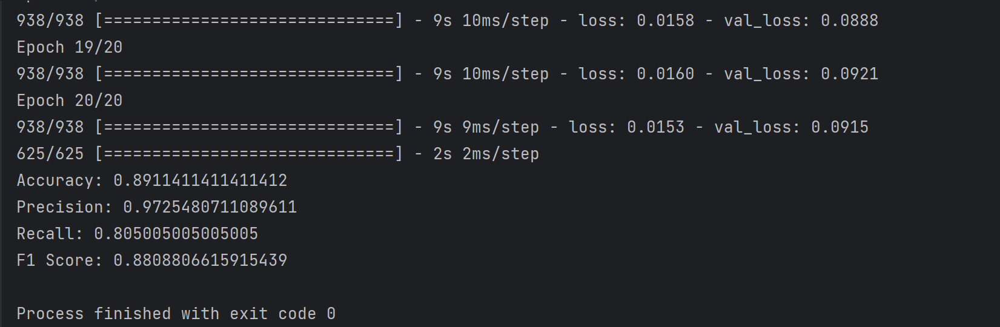 938/938 [==============================] - 9s 10ms/step - loss: 0.0158 - val_loss: 0.0888
Epoch 19/20
938/938 [==============================] - 9s 10ms/step - loss: 0.0160 - val_loss: 0.0921
Epoch 20/20
938/938 [==============================] - 9s 9ms/step - loss: 0.0153 - val_loss: 0.0915
625/625 [==============================] - 2s 2ms/step
Accuracy: 0.8911411411411412
Precision: 0.9725480711089611
Recall: 0.805005005005005
F1 Score: 0.8808806615915439
Process finished with exit code 0